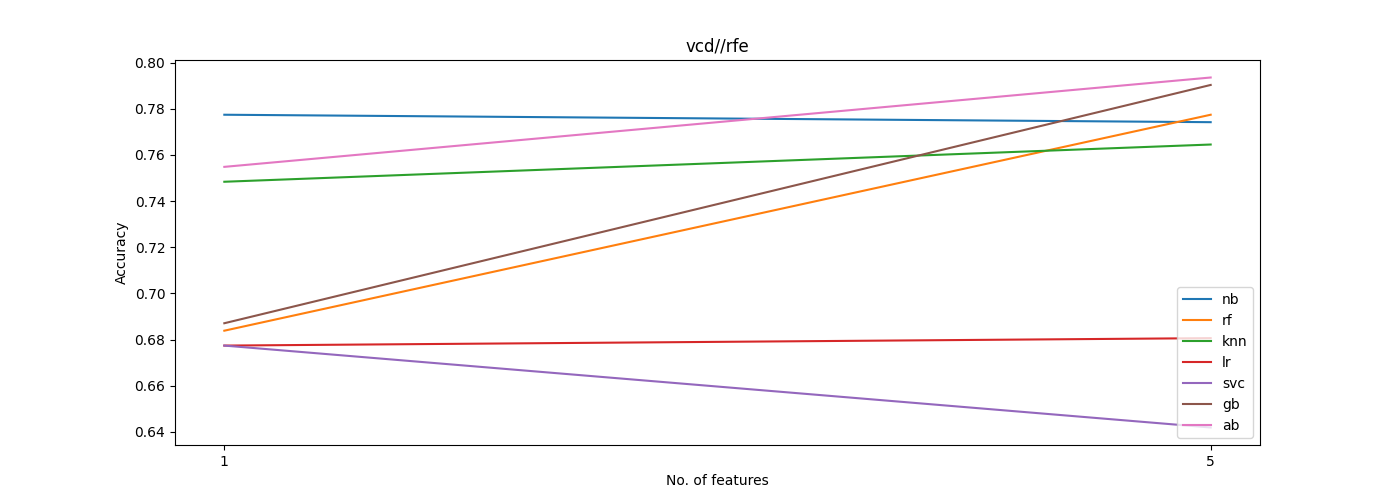 vcd//rfe
0.80
0.78
0.76
0.74
0.72
0.70
0.68
0.66
0.64
Accuracy
1
5
No. of features
nb
rf
knn
lr
svc
gb
ab